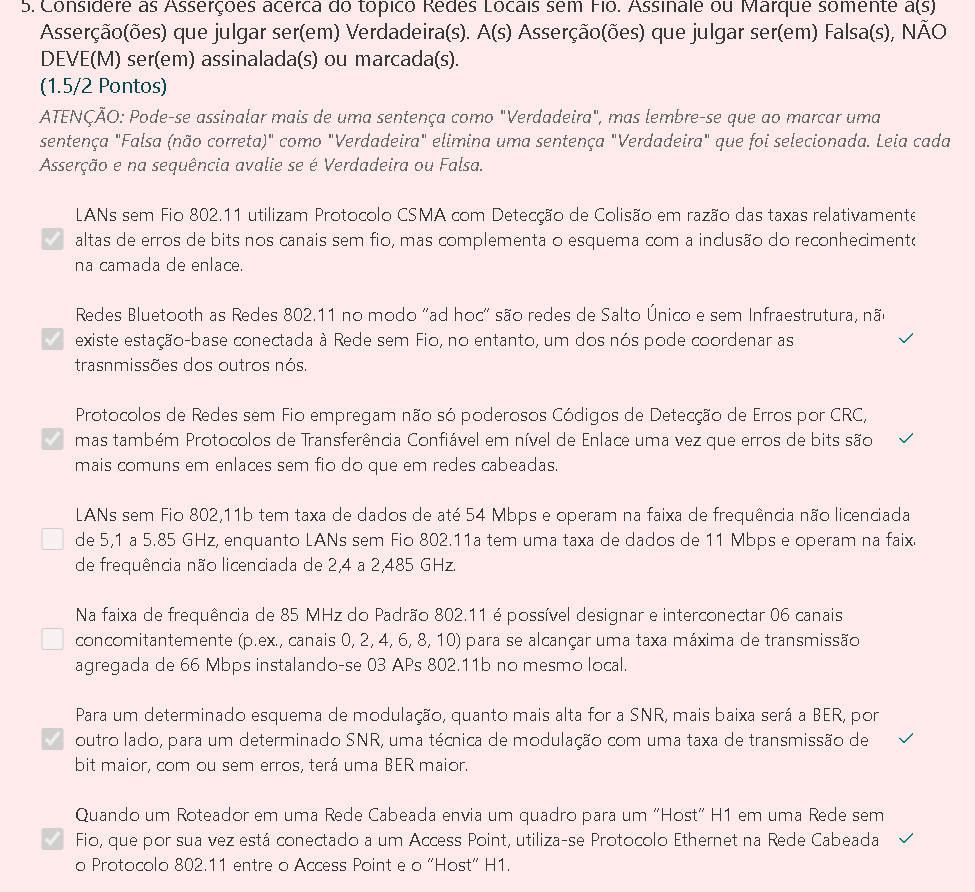 5. Considere as Asserções acerca do tópico Redes Locais sem Fio. Assinale ou Marque somente a(s)
Asserção(ões) que julgar ser(em) Verdadeira(s). A(s) Asserção(ões) que julgar ser(em) Falsa(s), NÃO
DEVE(M) ser(em) assinalada(s) ou marcada(s).
(1.5/2 Pontos)
ATENÇÃO: Pode-se assinalar mais de uma sentença como "Verdadeira", mas lembre-se que ao marcar uma
sentença "Falsa (não correta)" como "Verdadeira" elimina uma sentença "Verdadeira" que foi selecionada. Leia cada
Asserção e na sequência avalie se é Verdadeira ou Falsa.
LANs sem Fio 802.11 utilizam Protocolo CSMA com Detecção de Colisão em razão das taxas relativamente
altas de erros de bits nos canais sem fio, mas complementa o esquema com a inclusão do reconhecimento
na camada de enlace.
Redes Bluetooth as Redes 802.11 no modo “ad hoc” são redes de Salto Único e sem Infraestrutura, não
existe estação-base conectada à Rede sem Fio, no entanto, um dos nós pode coordenar as
trasnmissões dos outros nós.
Protocolos de Redes sem Fio empregam não só poderosos Códigos de Detecção de Erros por CRC,
mas também Protocolos de Transferência Confiável em nível de Enlace uma vez que erros de bits são
mais comuns em enlaces sem fio do que em redes cabeadas.
LANs sem Fio 802,11b tem taxa de dados de até 54 Mbps e operam na faixa de frequência não licenciada
de 5,1 a 5.85 GHz, enquanto LANs sem Fio 802.11a tem uma taxa de dados de 11 Mbps e operam na faixa
de frequência não licenciada de 2,4 a 2,485 GHz.
Na faixa de frequência de 85 MHz do Padrão 802.11 é possível designar e interconectar 06 canais
concomitantemente (p.ex., canais 0, 2, 4, 6, 8, 10) para se alcançar uma taxa máxima de transmissão
agregada de 66 Mbps instalando-se 03 APs 802.11b no mesmo local.
Para um determinado esquema de modulação, quanto mais alta for a SNR, mais baixa será a BER, por
outro lado, para um determinado SNR, uma técnica de modulação com uma taxa de transmissão de
bit maior, com ou sem erros, terá uma BER maior.
Quando um Roteador em uma Rede Cabeada envia um quadro para um “Host” H1 em uma Rede sem
Fio, que por sua vez está conectado a um Access Point, utiliza-se Protocolo Ethernet na Rede Cabeada
o Protocolo 802.11 entre o Access Point e o “Host” H1.